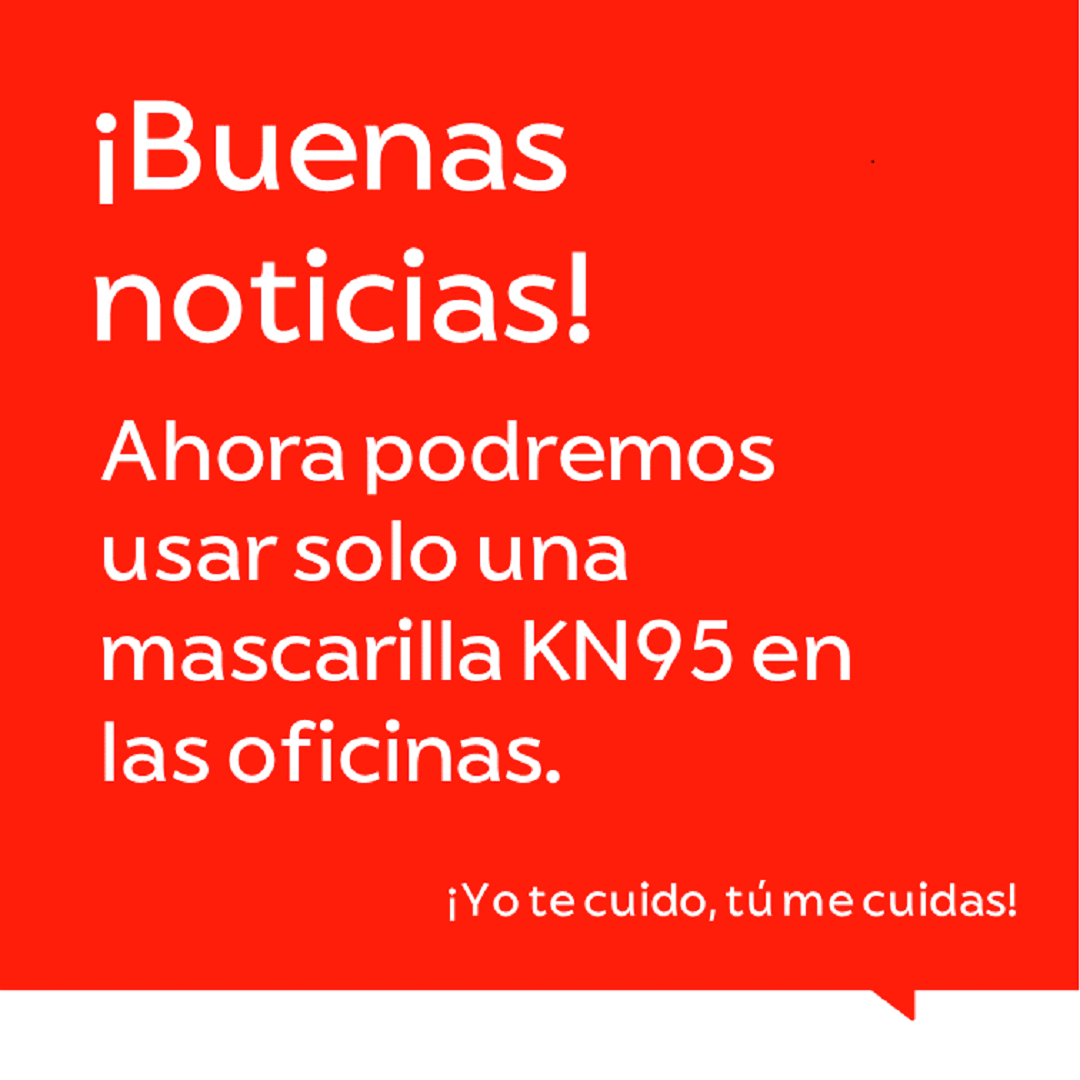 ¡Buenas
noticias!
Ahora podremos
usar solo una
mascarilla KN95 en
las oficinas.
¡Yo te cuido, tú me cuidas!